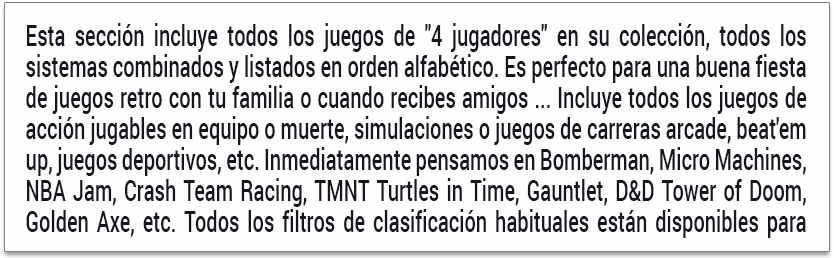 Esta sección incluye todos los juegos de "4 jugadores" en su colección, todos los
sistemas combinados y listados en orden alfabético. Es perfecto para una buena fiesta
de juegos retro con tu familia o cuando recibes amigos ... Incluye todos los juegos de
acción jugables en equipo o muerte, simulaciones o juegos de carreras arcade, beat'em
up, juegos deportivos, etc. Inmediatamente pensamos en Bomberman, Micro Machines,
NBA Jam, Crash Team Racing, TMNT Turtles in Time, Gauntlet, D&D Tower of Doom,
Golden Axe, etc. Todos los filtros de clasificación habituales están disponibles para